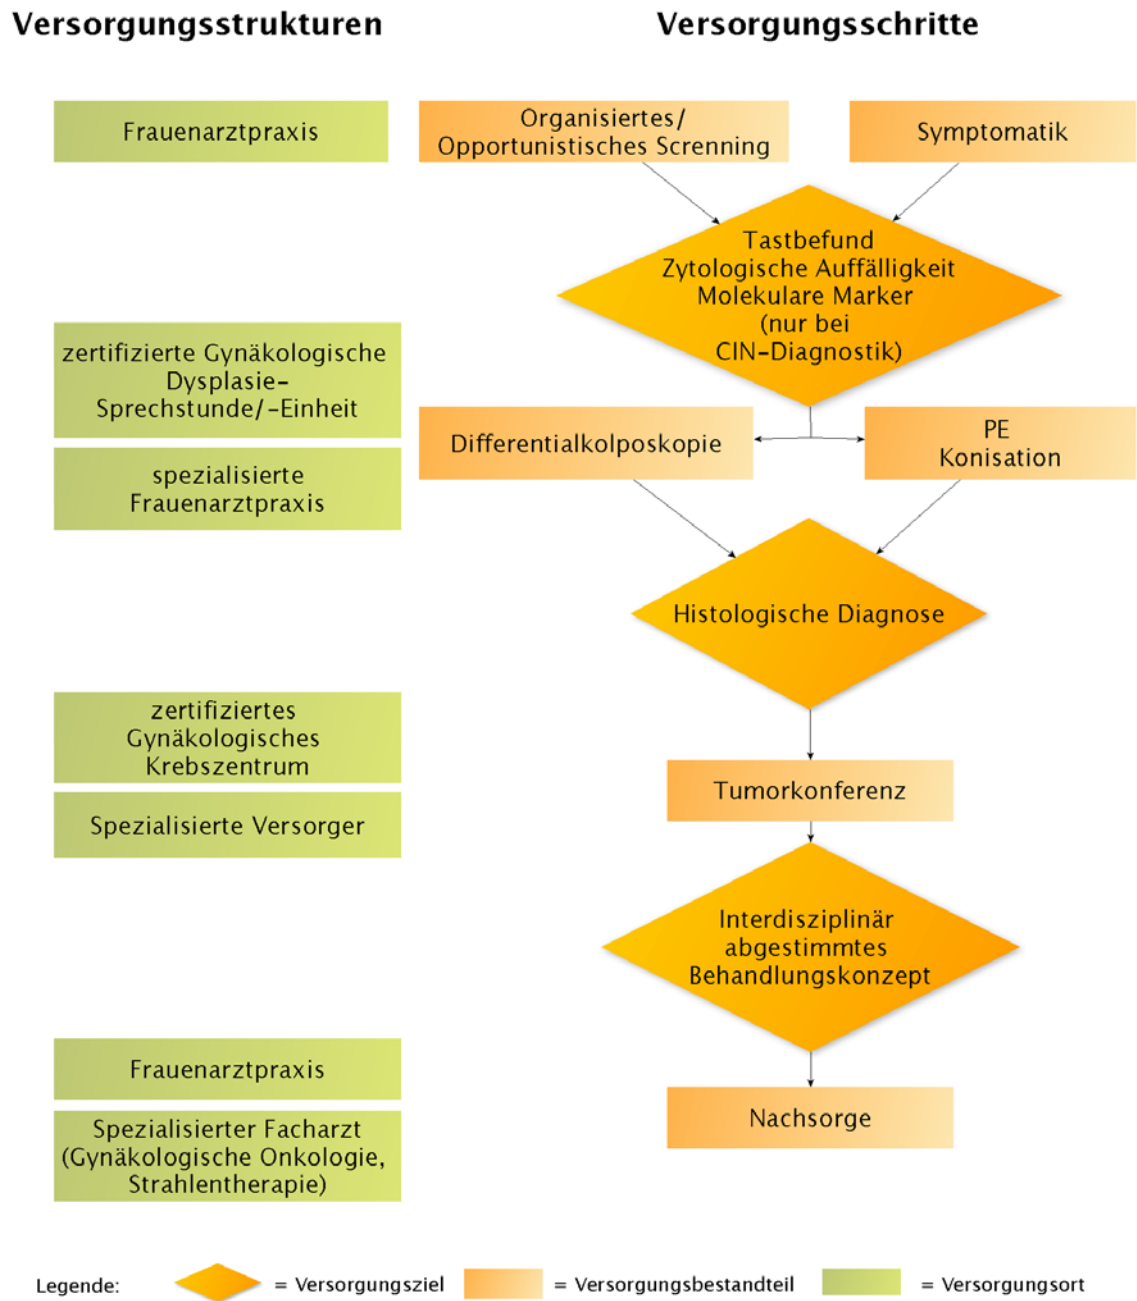 Versorgungsstrukturen
Versorgungsschritte
Frauenarztpraxis
Organisiertes/
Opportunistisches Screnning
Symptomatik
Tastbefund
Zytologische Auffälligkeit
Molekulare Marker
(nur bei
CIN-Diagnostik)
zertifizierte Gynäkologische
Dysplasie-
Sprechstunde/-Einheit
spezialisierte
Frauenarztpraxis
Differentialkolposkopie
PE
Konisation
Histologische Diagnose
zertifiziertes
Gynäkologisches
Krebszentrum
Spezialisierte Versorger
Tumorkonferenz
Interdisziplinär
abgestimmtes
Behandlungskonzept
Frauenarztpraxis
Spezialisierter Facharzt
(Gynäkologische Onkologie,
Strahlentherapie)
Nachsorge
Legende:
= Versorgungsziel
= Versorgungsbestandteil
= Versorgungsort